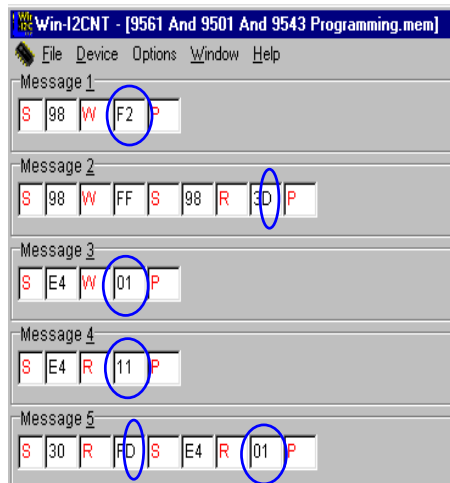 Win-I2CNT - [9561 And 9501 And 9543 Programming.mem]
File Device Options Window Help
Message 1
S 98 W F2 P
Message 2
S 98 W FF S 98 R 3D P
Message 3
S E4 W 01 P
Message 4
S E4 R 11 P
Message 5
S 30 R FD S E4 R 01 P